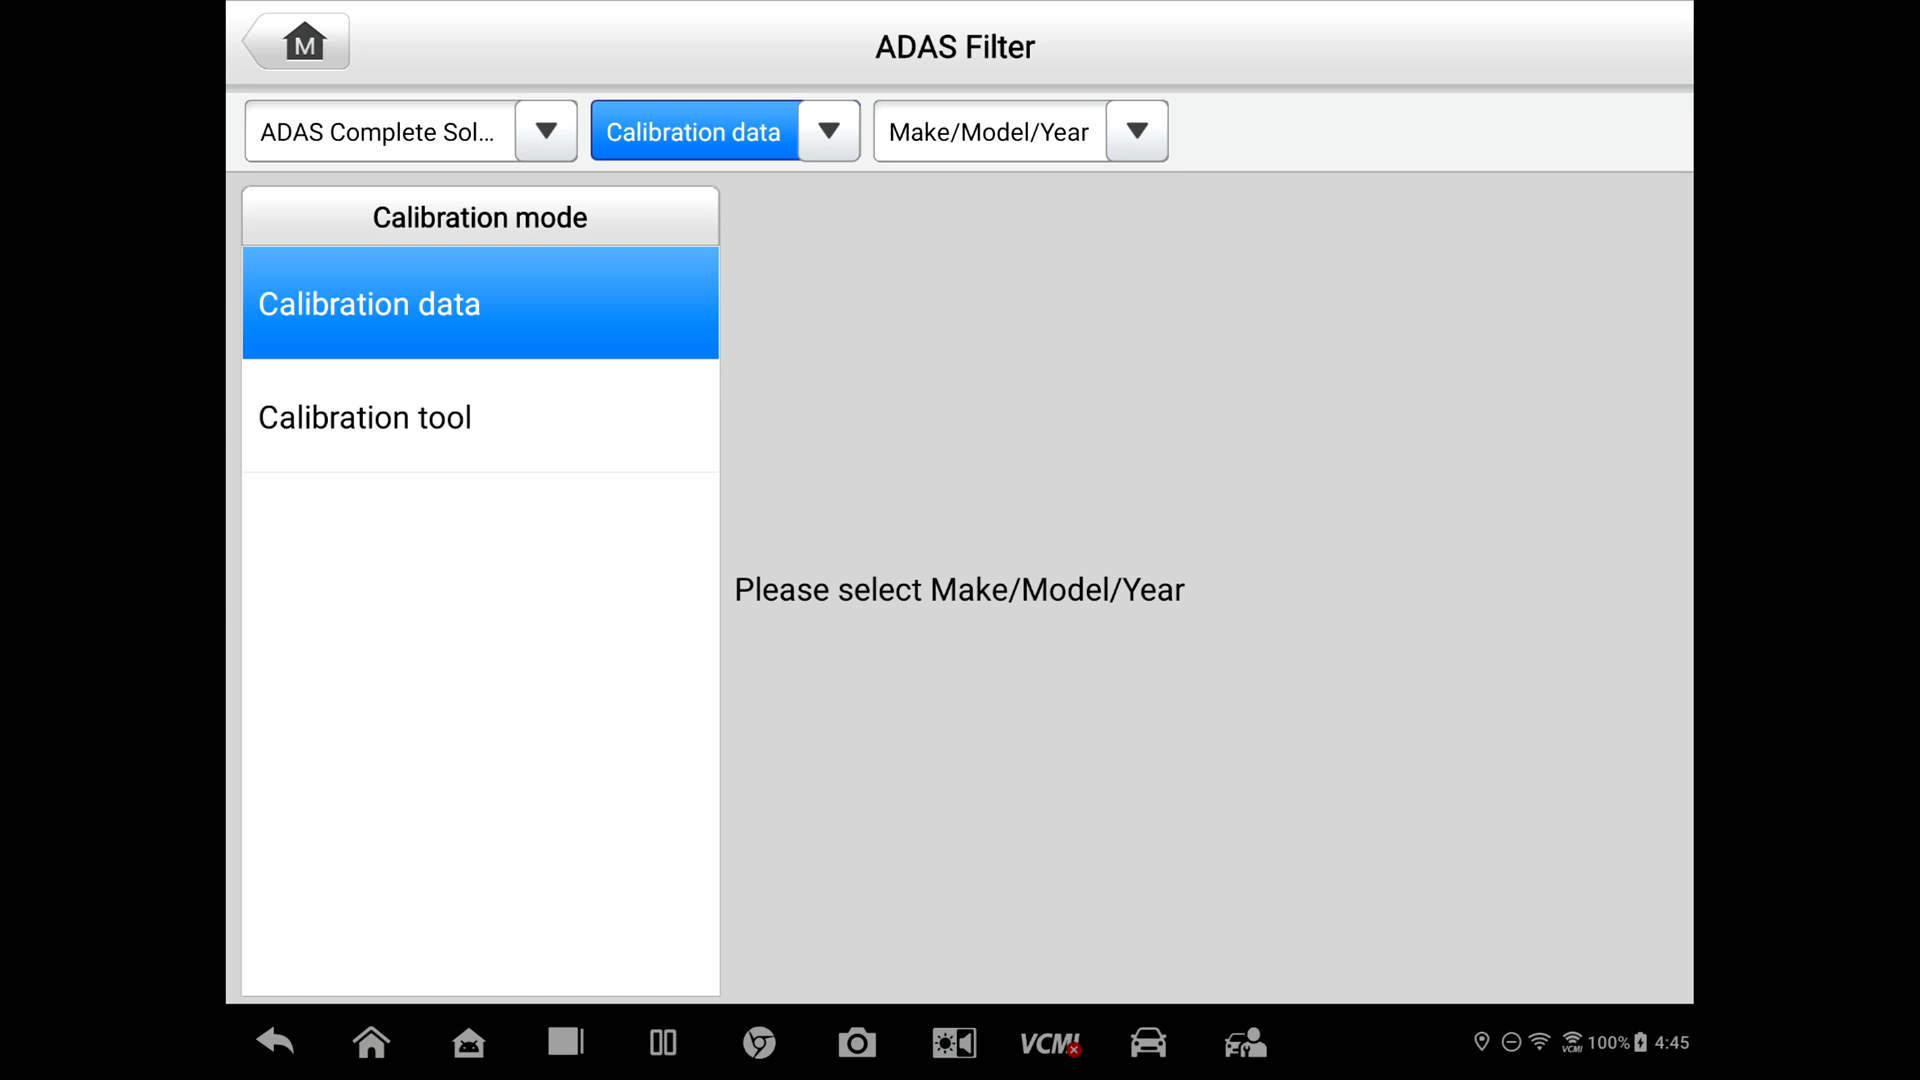 M
ADAS Filter
ADAS Complete Sol...
Calibration data
Make/Model/Year
Calibration mode
Calibration data
Calibration tool
Please select Make/Model/Year
VCMI
VCMI
100%
4:45